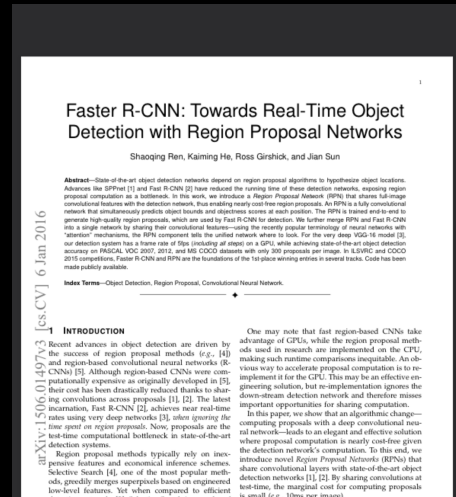 1
Faster R-CNN: Towards Real-Time Object
Detection with Region Proposal Networks
Shaoqing Ren, Kaiming He, Ross Girshick, and Jian Sun
Abstract—State-of-the-art object detection networks depend on region proposal algorithms to hypothesize object locations.
Advances like SPPnet [1] and Fast R-CNN [2] have reduced the running time of these detection networks, exposing region
proposal computation as a bottleneck. In this work, we introduce a Region Proposal Network (RPN) that shares full-image
convolutional features with the detection network, thus enabling nearly cost-free region proposals. An RPN is a fully convolutional
network that simultaneously predicts object bounds and objectness scores at each position. The RPN is trained end-to-end to
generate high-quality region proposals, which are used by Fast R-CNN for detection. We further merge RPN and Fast R-CNN
into a single network by sharing their convolutional features—using the recently popular terminology of neural networks with
"attention" mechanisms, the RPN component tells the unified network where to look. For the very deep VGG-16 model [3],
our detection system has a frame rate of 5fps (including all steps) on a GPU, while achieving state-of-the-art object detection
accuracy on PASCAL VOC 2007, 2012, and MS COCO datasets with only 300 proposals per image. In ILSVRC and COCO
2015 competitions, Faster R-CNN and RPN are the foundations of the 1st-place winning entries in several tracks. Code has been
made publicly available.
Index Terms—Object Detection, Region Proposal, Convolutional Neural Network.
arXiv:1506.01497v3 [cs.CV] 6 Jan 2016
1 INTRODUCTION
Recent advances in object detection are driven by
the success of region proposal methods (e.g., [4])
and region-based convolutional neural networks (R-
CNNs) [5]. Although region-based CNNs were com-
putationally expensive as originally developed in [5],
their cost has been drastically reduced thanks to shar-
ing convolutions across proposals [1], [2]. The latest
incarnation, Fast R-CNN [2], achieves near real-time
rates using very deep networks [3], when ignoring the
time spent on region proposals. Now, proposals are the
test-time computational bottleneck in state-of-the-art
detection systems.
Region proposal methods typically rely on inex-
pensive features and economical inference schemes.
Selective Search [4], one of the most popular meth-
ods, greedily merges superpixels based on engineered
low-level features. Yet when compared to efficient
One may note that fast region-based CNNs take
advantage of GPUs, while the region proposal meth-
ods used in research are implemented on the CPU,
making such runtime comparisons inequitable. An ob-
vious way to accelerate proposal computation is to re-
implement it for the GPU. This may be an effective en-
gineering solution, but re-implementation ignores the
down-stream detection network and therefore misses
important opportunities for sharing computation.
In this paper, we show that an algorithmic change—
computing proposals with a deep convolutional neu-
ral network—leads to an elegant and effective solution
where proposal computation is nearly cost-free given
the detection network's computation. To this end, we
introduce novel Region Proposal Networks (RPNs) that
share convolutional layers with state-of-the-art object
detection networks [1], [2]. By sharing convolutions at
test-time, the marginal cost for computing proposals
is small (e.g., 10ms per image).